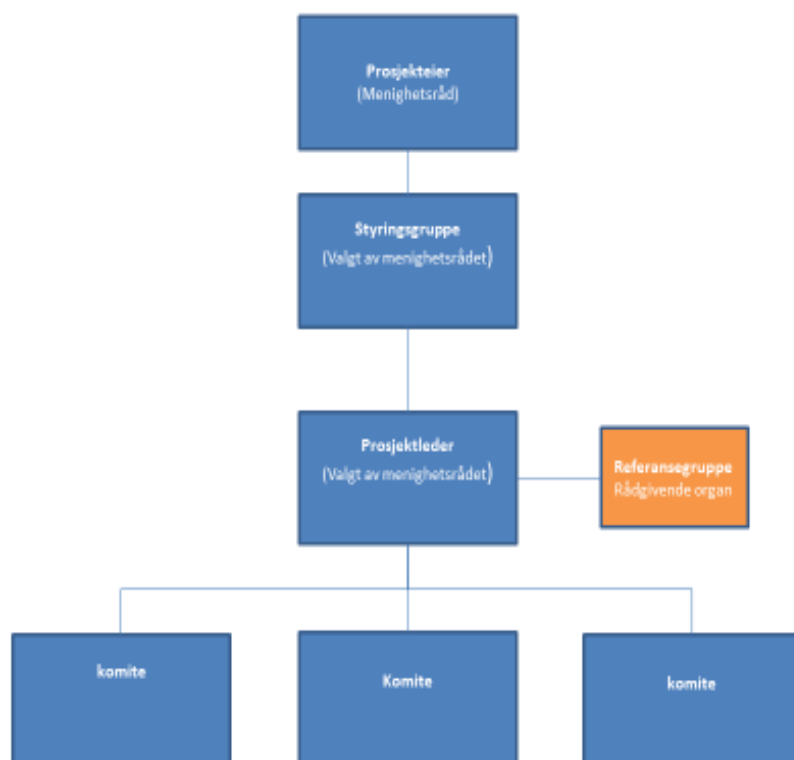 Prosjekteier
(Menighetsråd)
Styringsgruppe
(Valgt av menighetsrådet)
Prosjektleder
(Valgt av menighetsrådet)
Referansegruppe
Rådgivende organ
komite
Komite
komite